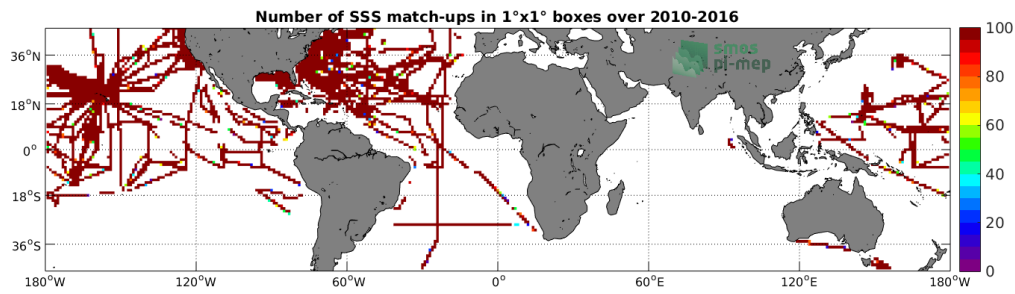 Number of SSS match-ups in 1°x1° boxes over 2010-2016
smos
pi-mep
36°N
18°N
0°
18°S
36°S
180°W
120°W
60°W
0°
60°E
120°E
180°W
100
80
60
40
20
0